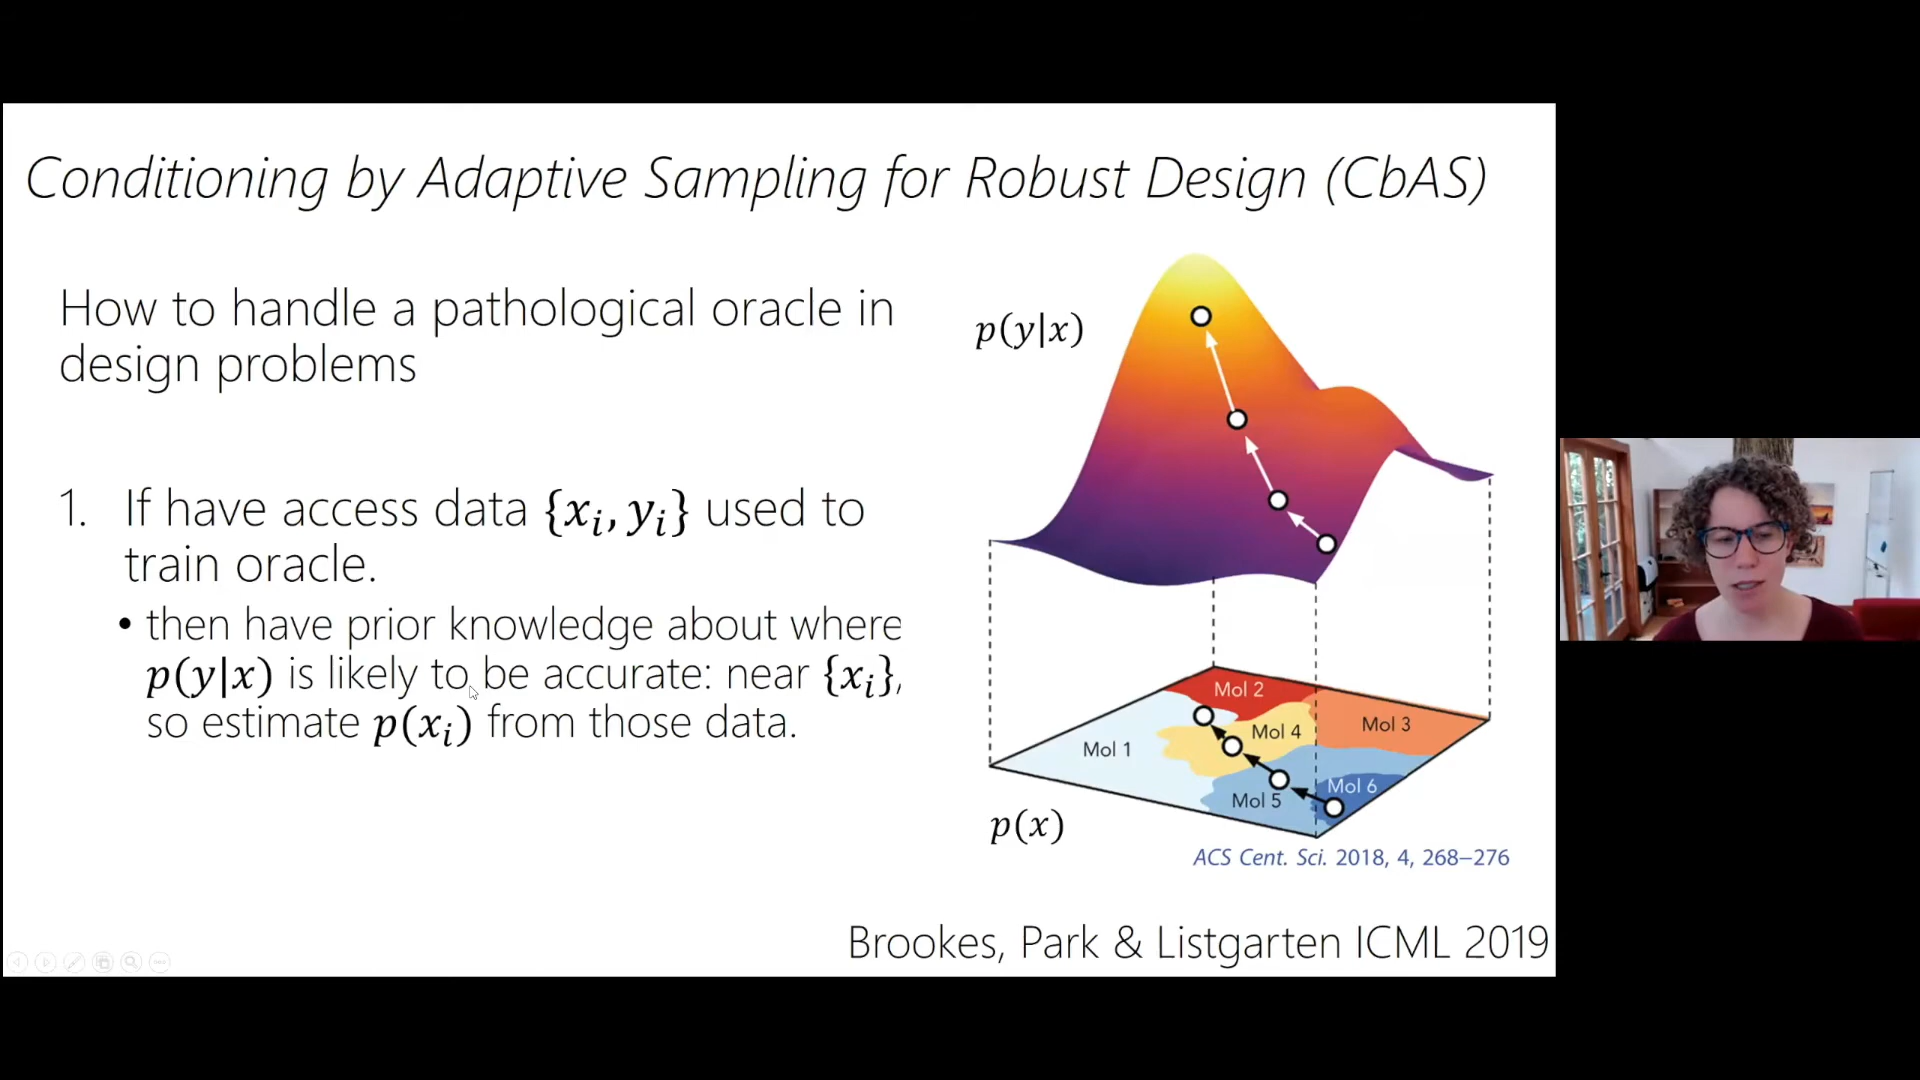 Conditioning by Adaptive Sampling for Robust Design (CbAS)
How to handle a pathological oracle in
design problems
1. If have access data {xᵢ, yᵢ} used to
train oracle.
• then have prior knowledge about where
p(y|x) is likely to be accurate: near {xᵢ},
so estimate p(xᵢ) from those data.
p(y|x)
Mol 2
Mol 4
Mol 3
Mol 1
Mol 6
Mol 5
p(x)
ACS Cent. Sci. 2018, 4, 268–276
Brookes, Park & Listgarten ICML 2019